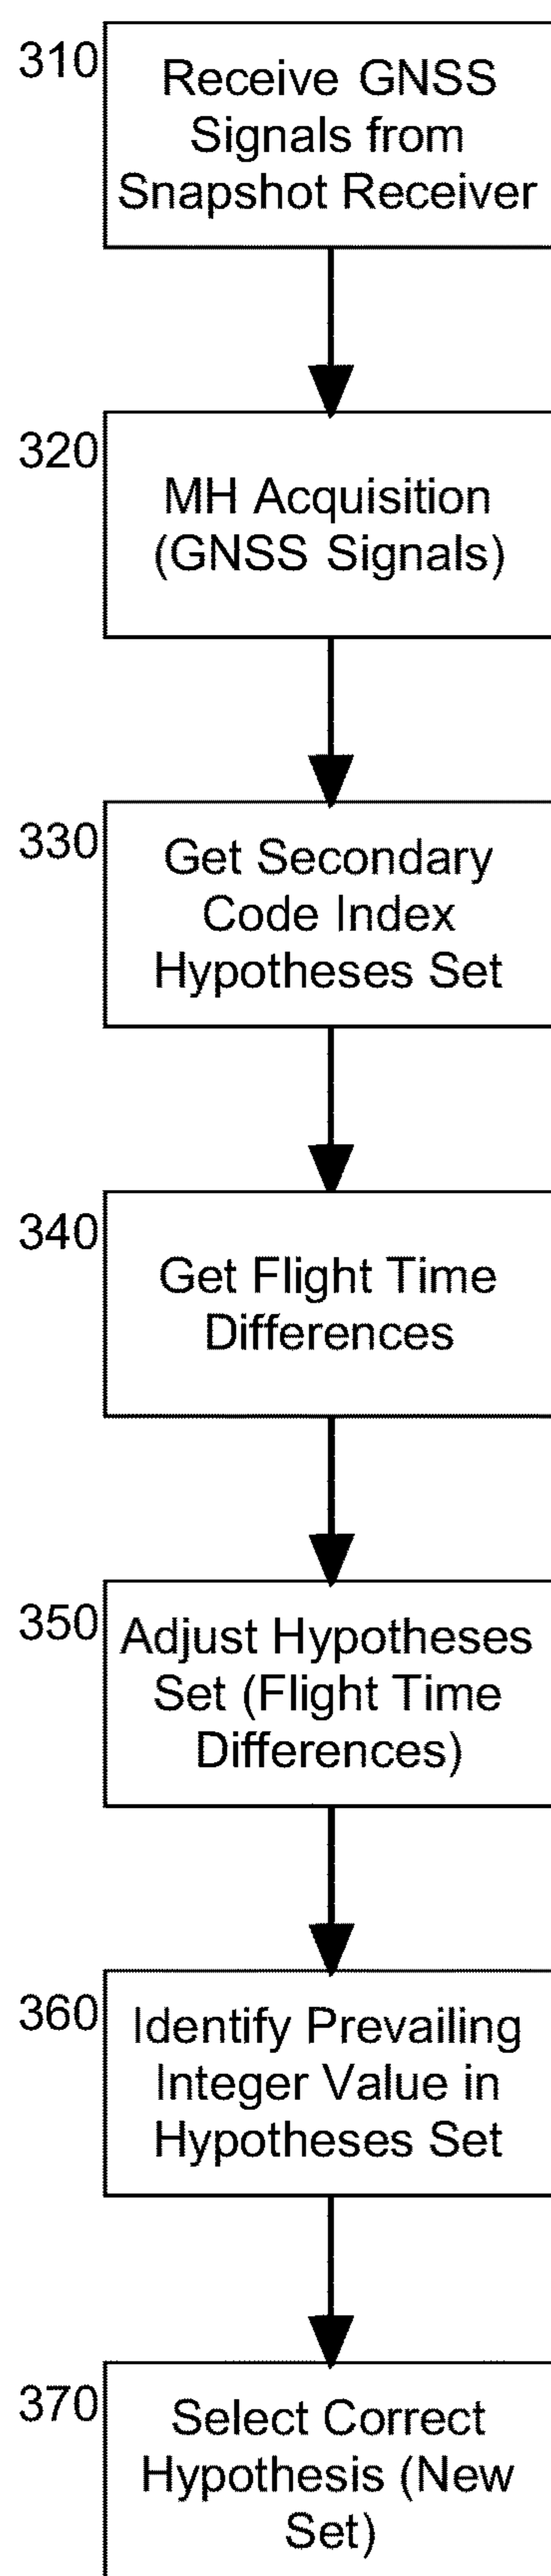 310
Receive GNSS
Signals from
Snapshot Receiver
320
MH Acquisition
(GNSS Signals)
330
Get Secondary
Code Index
Hypotheses Set
340
Get Flight Time
Differences
350
Adjust Hypotheses
Set (Flight Time
Differences)
360
Identify Prevailing
Integer Value in
Hypotheses Set
370
Select Correct
Hypothesis (New
Set)